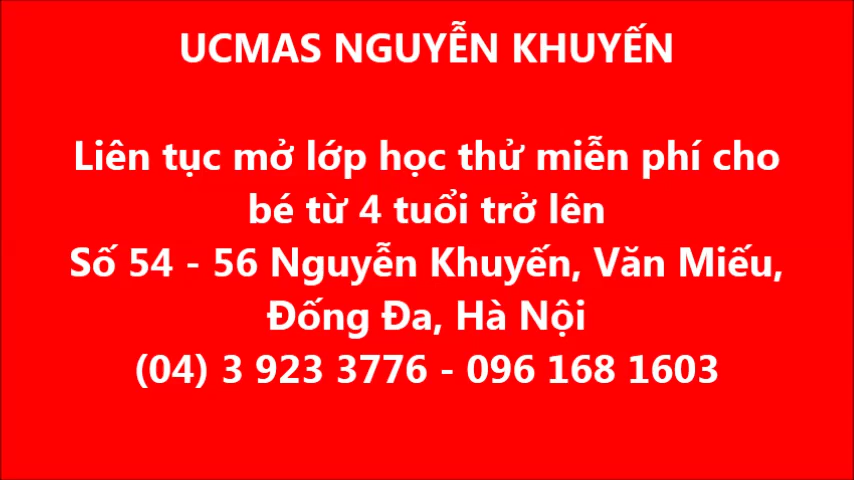 UCMAS NGUYỄN KHUYẾN
Liên tục mở lớp học thử miễn phí cho
bé từ 4 tuổi trở lên
Số 54 - 56 Nguyễn Khuyến, Văn Miếu,
Đống Đa, Hà Nội
(04) 3 923 3776 - 096 168 1603